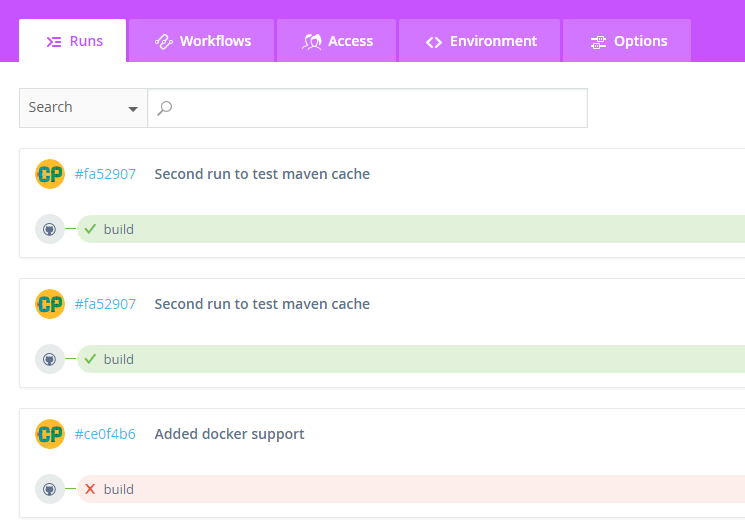 Runs Workflows Access Environment Options
Search
CP #fa52907 Second run to test maven cache
build
CP #fa52907 Second run to test maven cache
build
CP #ce0f4b6 Added docker support
build